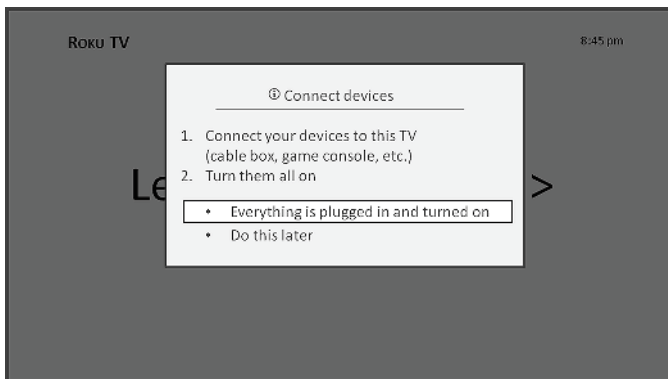 Roku TV
8:45 pm
ⓘ Connect devices
1. Connect your devices to this TV
(cable box, game console, etc.)
2. Turn them all on
Le >
• Everything is plugged in and turned on
• Do this later